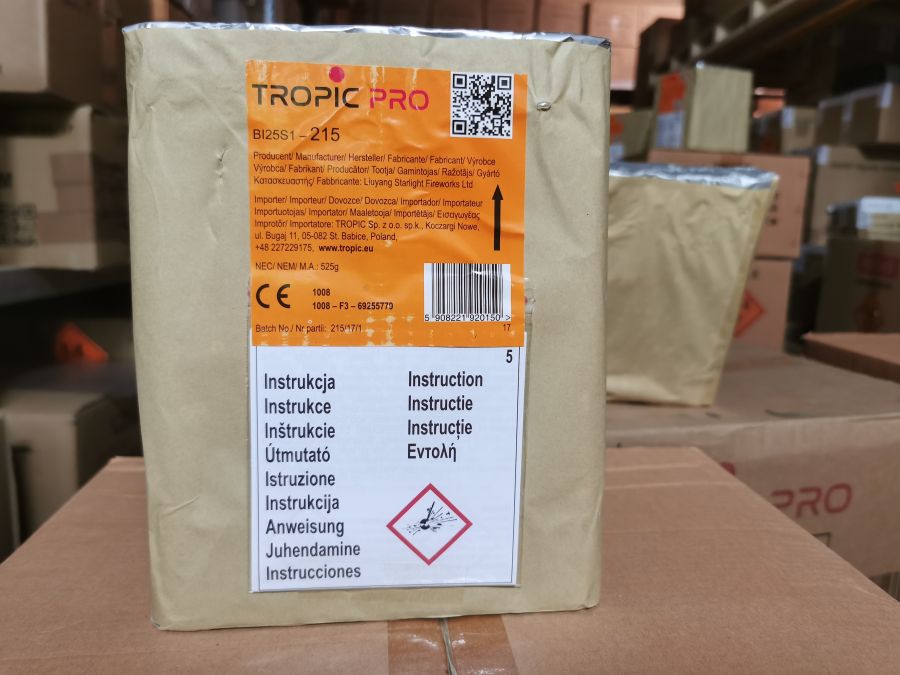 TROPIC PRO
BI25S1 – 215
Producent/ Manufacturer/ Hersteller/ Fabricante/ Fabricant/ Výrobce
Výrobca/ Fabrikant/ Producător/ Tootja/ Gamintojas/ Ražotājs/ Gyártó
Κατασκευαστής/ Fabbricante: Liuyang Starlight Fireworks Ltd
Importer/ Importeur/ Dovozce/ Dovozca/ Importador/ Importateur
Importuotojas/ Importator/ Maaletooja/ Importētājs/ Εισαγωγέας
Importőr/ Importatore: TROPIC Sp. z o.o. sp.k., Koczargi Nowe,
ul. Bugaj 11, 05-082 St. Babice, Poland,
+48 227229175, www.tropic.eu
NEC/ NEM/ M.A.: 525g
CE
1008
1008 – F3 – 69255779
5 908221 920150 >
Batch No./ Nr partii: 215/17/1
17
5
Instrukcja
Instrukce
Inštrukcie
Útmutató
Istruzione
Instrukcija
Anweisung
Juhendamine
Instrucciones
Instruction
Instructie
Instrucție
Εντολή
PRO